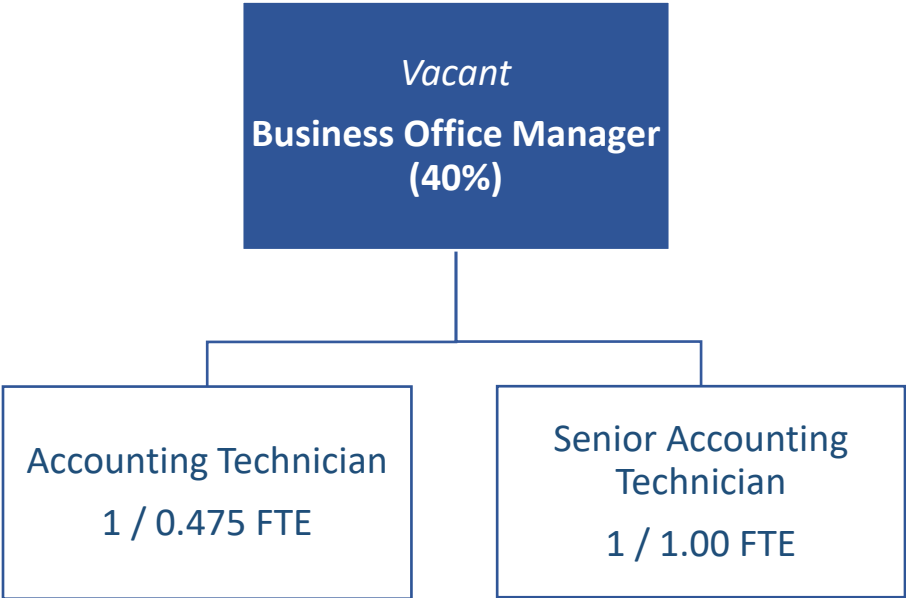 Vacant
Business Office Manager
(40%)
Accounting Technician
1 / 0.475 FTE
Senior Accounting
Technician
1 / 1.00 FTE